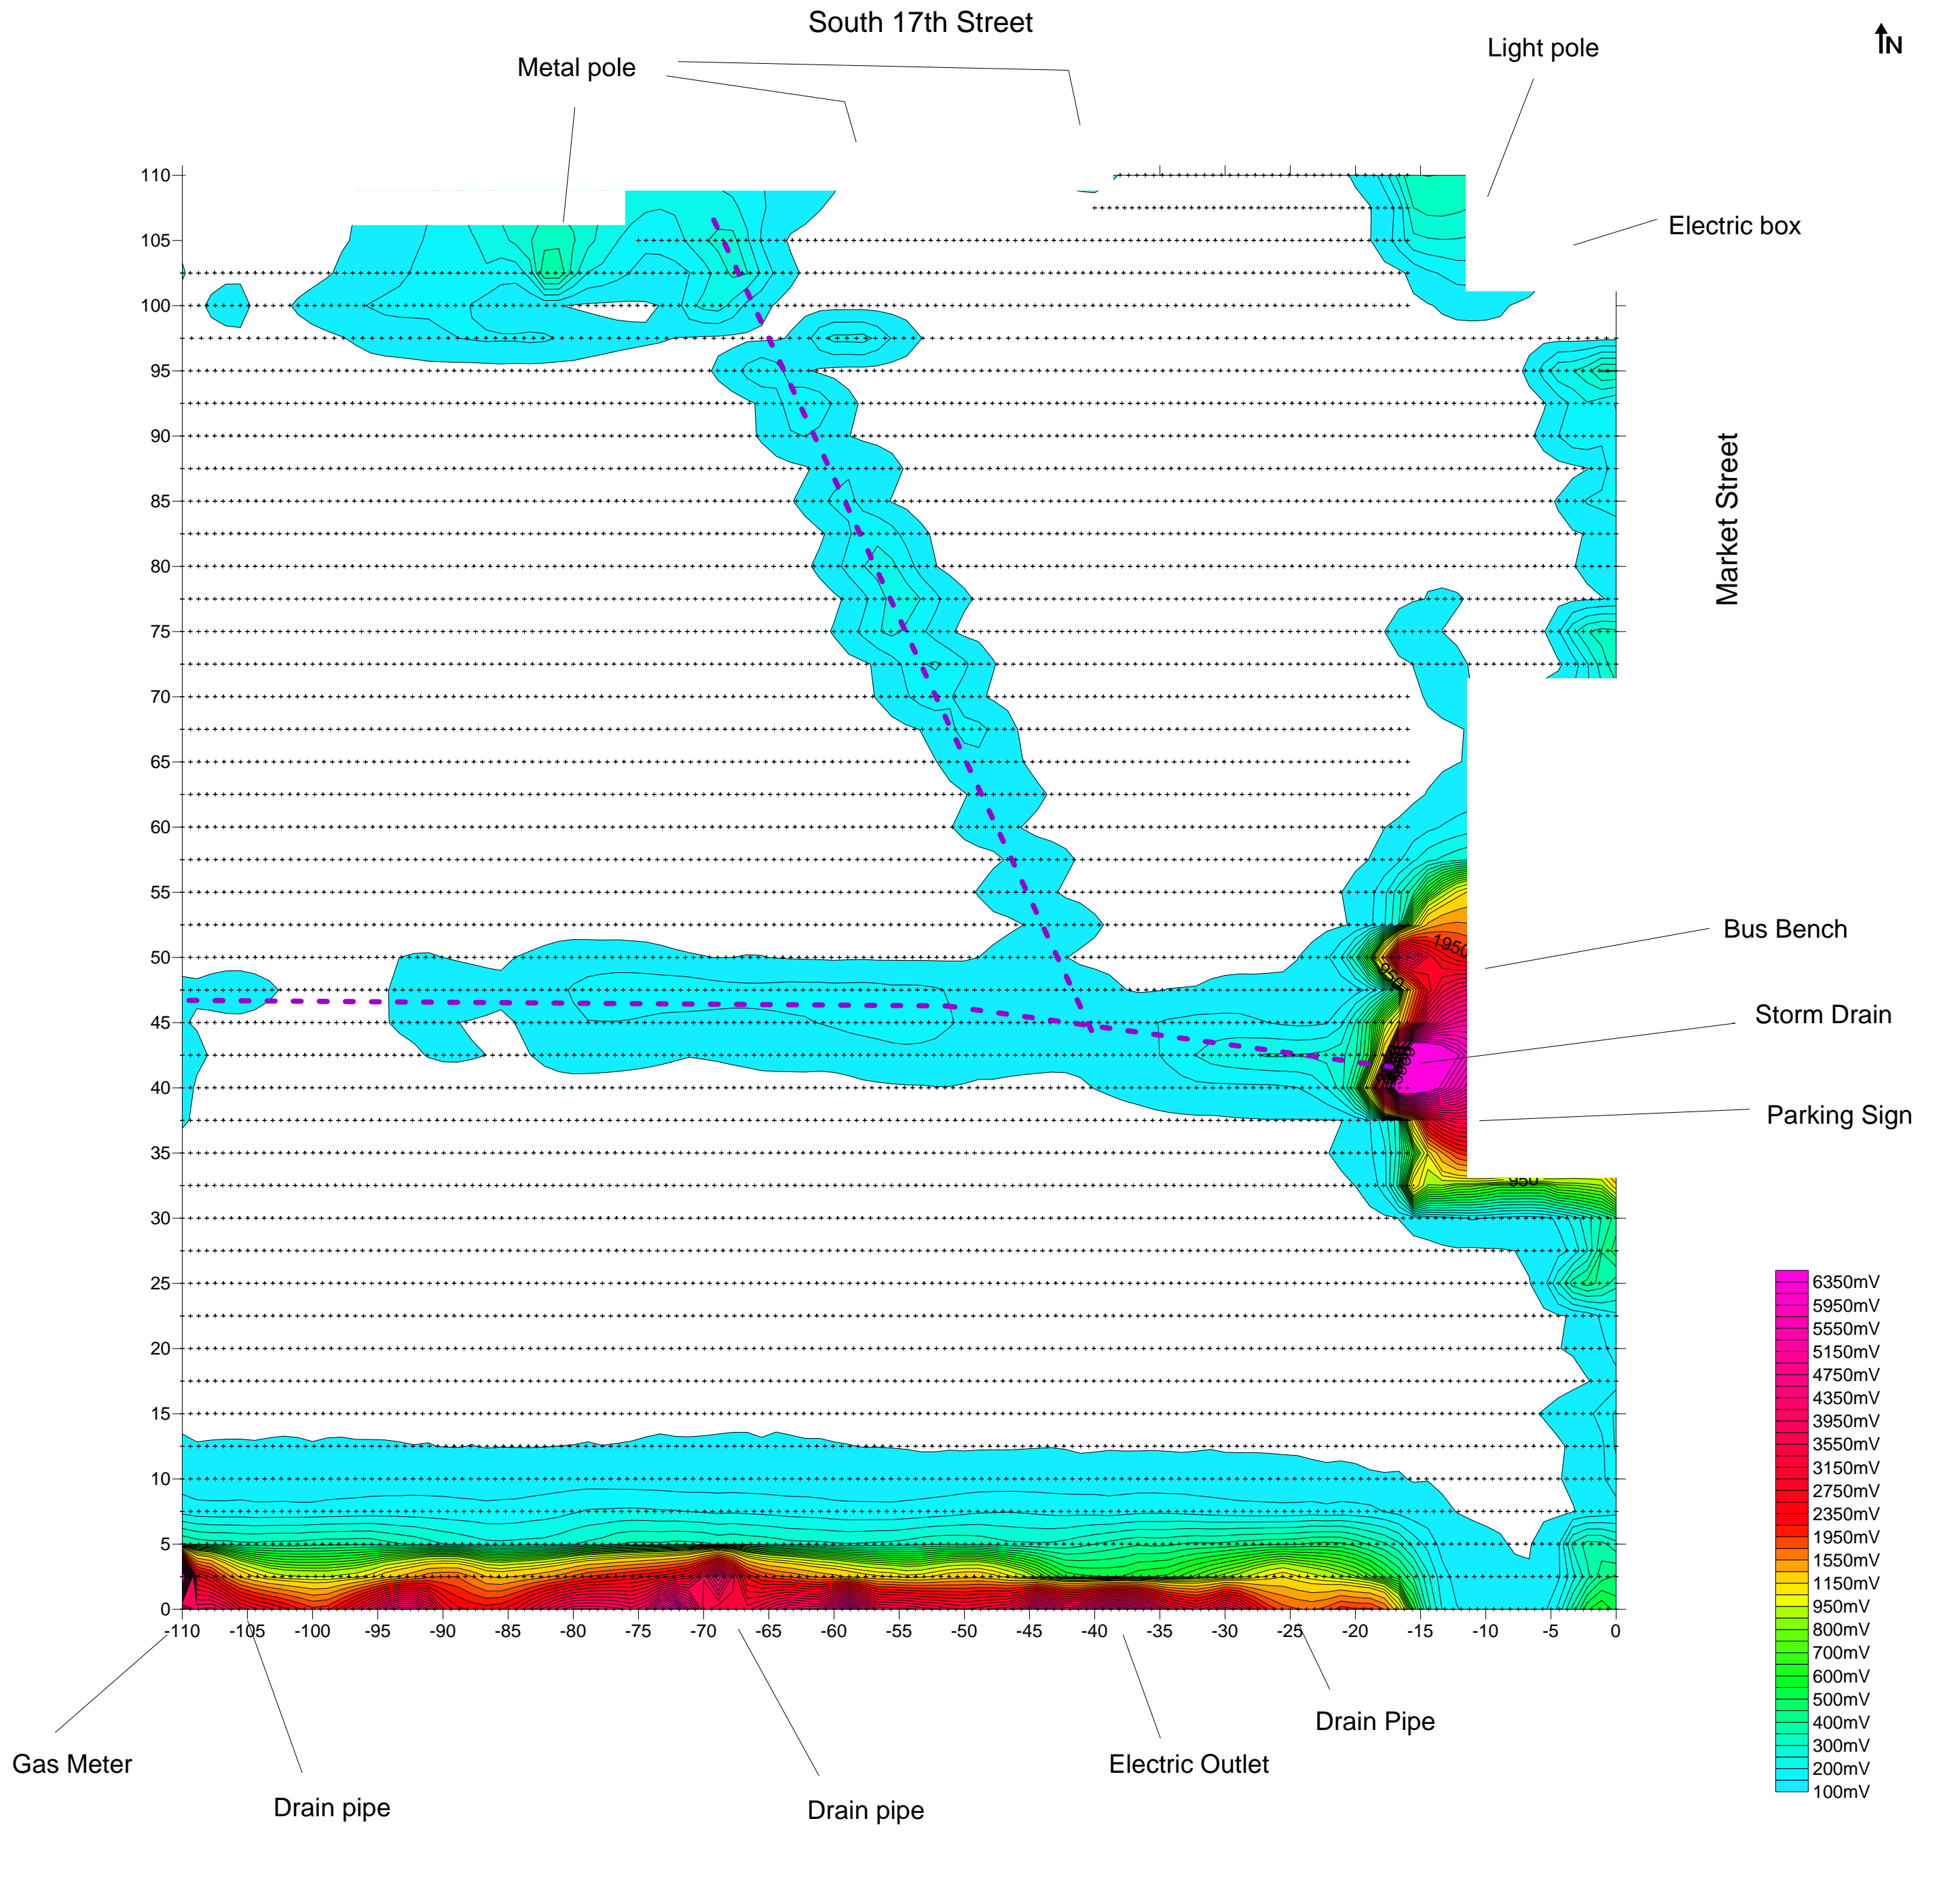 South 17th Street
N
Light pole
Metal pole
Electric box
Market Street
110
105
100
95
90
85
80
75
70
65
60
55
50
45
40
35
30
25
20
15
10
5
0
1950
950
950
Bus Bench
Storm Drain
Parking Sign
-110 -105 -100 -95 -90 -85 -80 -75 -70 -65 -60 -55 -50 -45 -40 -35 -30 -25 -20 -15 -10 -5 0
6350mV
5950mV
5550mV
5150mV
4750mV
4350mV
3950mV
3550mV
3150mV
2750mV
2350mV
1950mV
1550mV
1150mV
950mV
800mV
700mV
600mV
500mV
400mV
300mV
200mV
100mV
Drain Pipe
Gas Meter
Electric Outlet
Drain pipe
Drain pipe